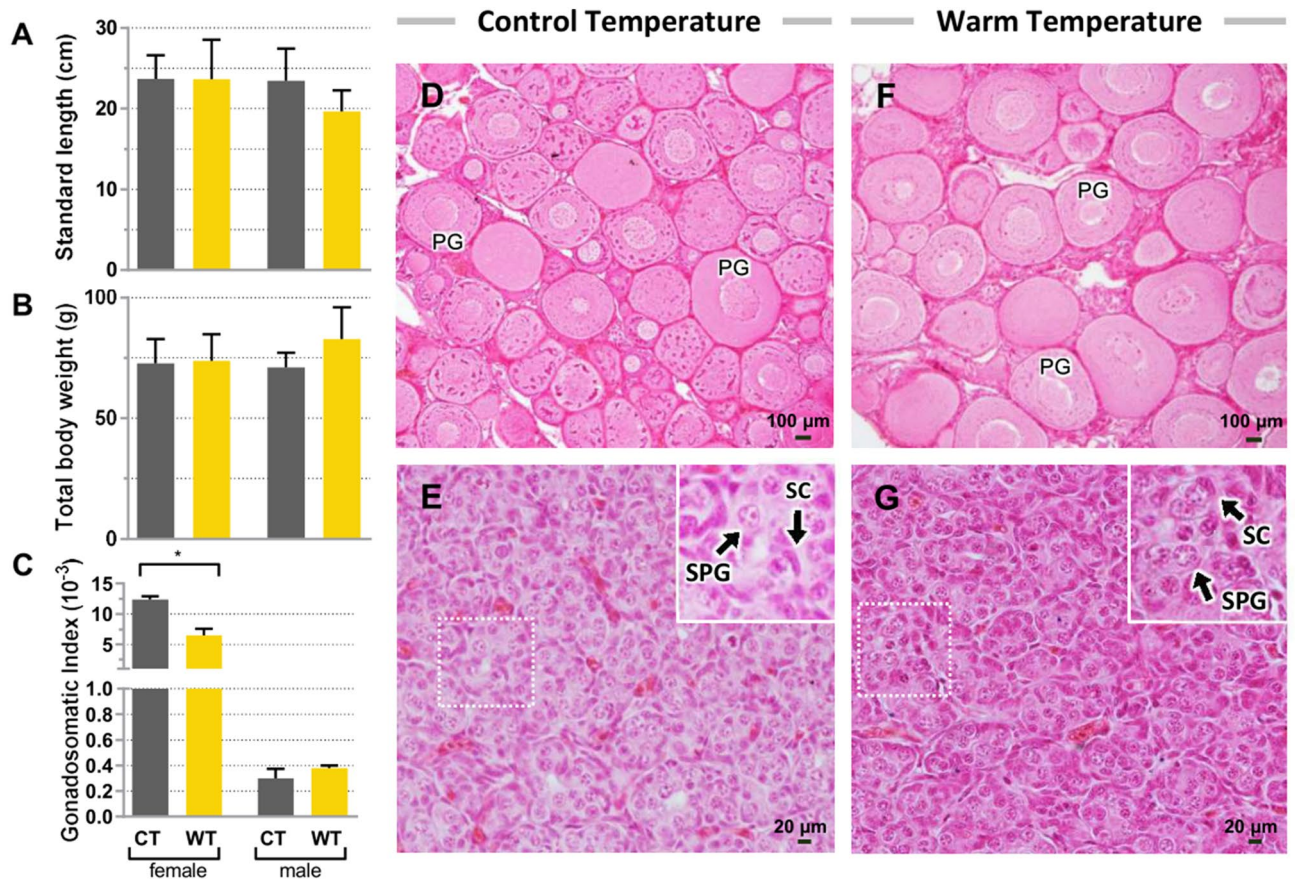 Control Temperature
Warm Temperature
A
Standard length (cm)
30
20
10
0
B
Total body weight (g)
100
50
0
C
Gonadosomatic Index (10-3)
*
15
10
5
1.0
0.8
0.6
0.4
0.2
0.0
CT WT CT WT
female male
D
PG
PG
100 µm
F
PG
PG
100 µm
E
SC
SPG
20 µm
G
SC
SPG
20 µm